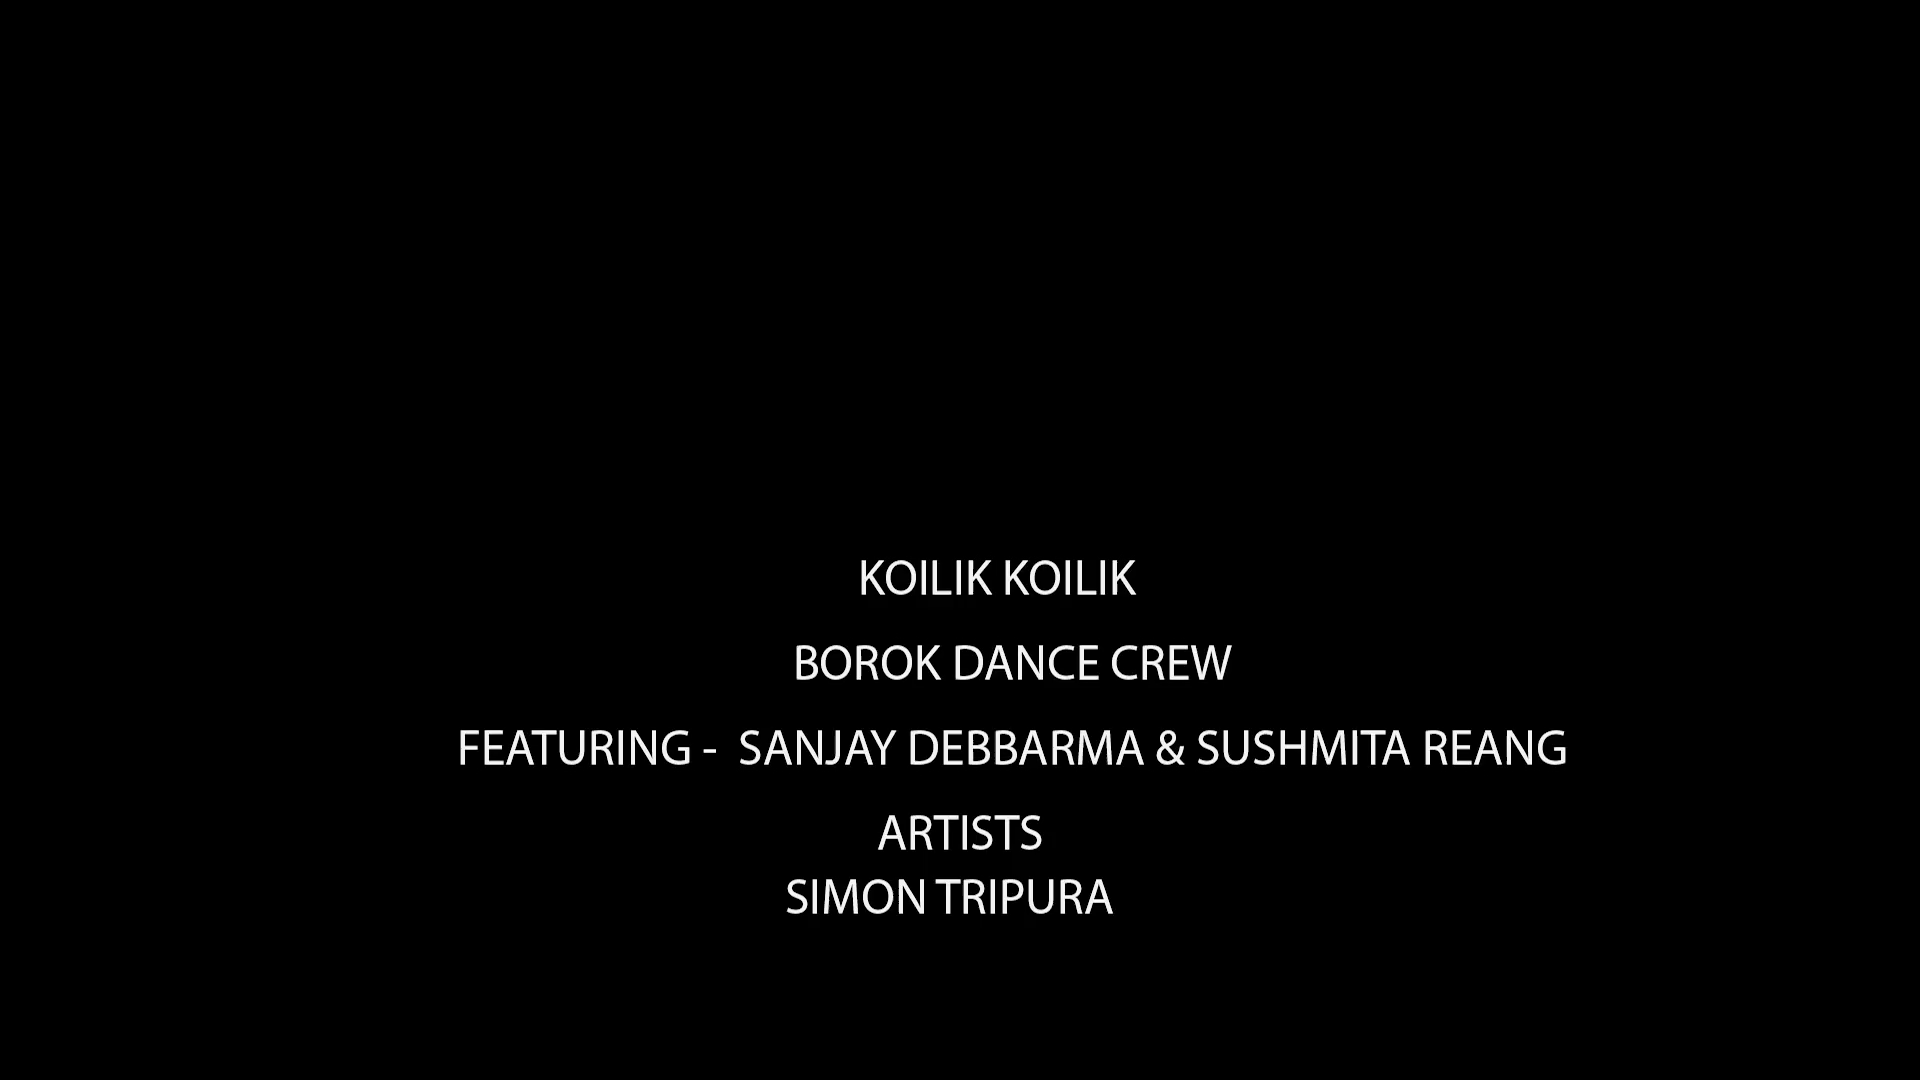 KOILIK KOILIK
BOROK DANCE CREW
FEATURING -  SANJAY DEBBARMA & SUSHMITA REANG
ARTISTS
SIMON TRIPURA